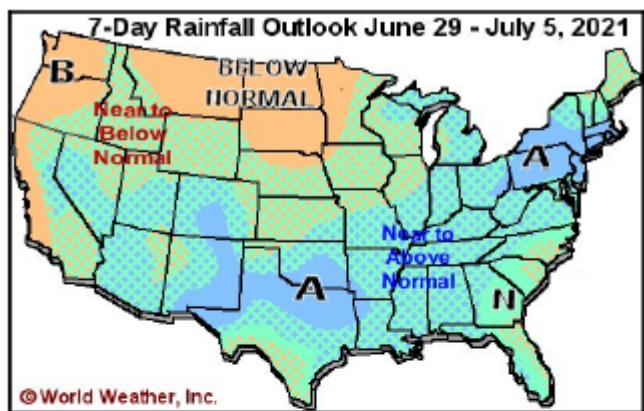 7-Day Rainfall Outlook June 29 - July 5, 2021
B
BELOW
NORMAL
Near to
Below
Normal
A
Near to
Above
Normal
A
N
©World Weather, Inc.